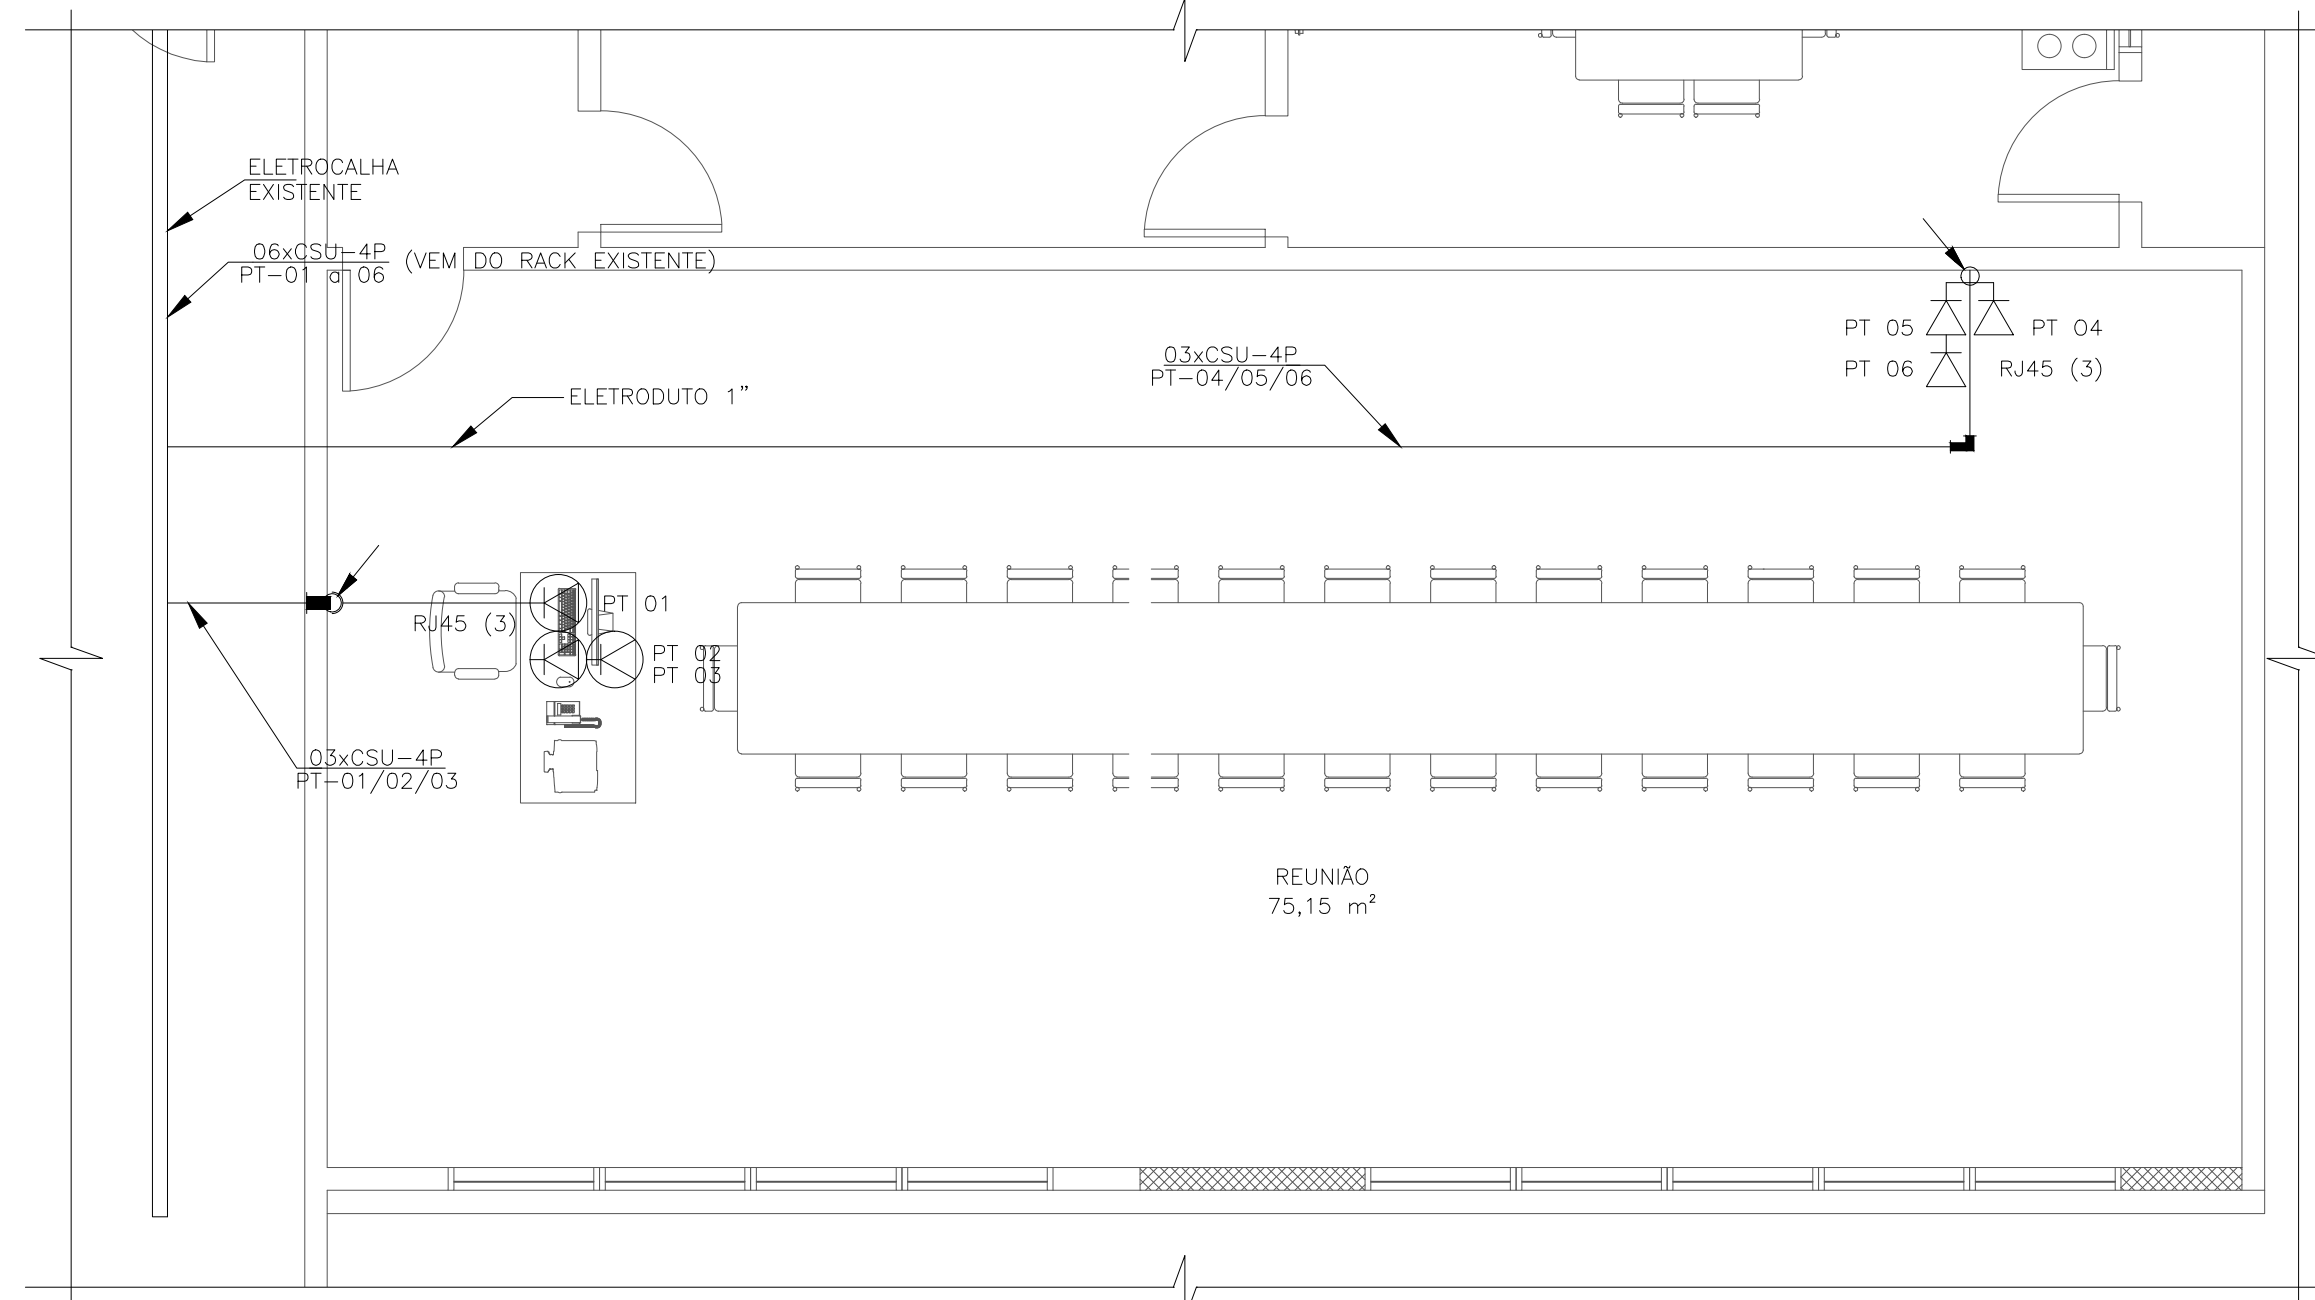 ELETROCALHA
EXISTENTE
06xCSU-4P (VEM DO RACK EXISTENTE)
PT-01 a 06
PT 05
PT 04
PT 06
RJ45 (3)
03xCSU-4P
PT-04/05/06
ELETRODUTO 1"
PT 01
RJ45 (3)
PT 02
PT 03
03xCSU-4P
PT-01/02/03
REUNIÃO
75,15 m²